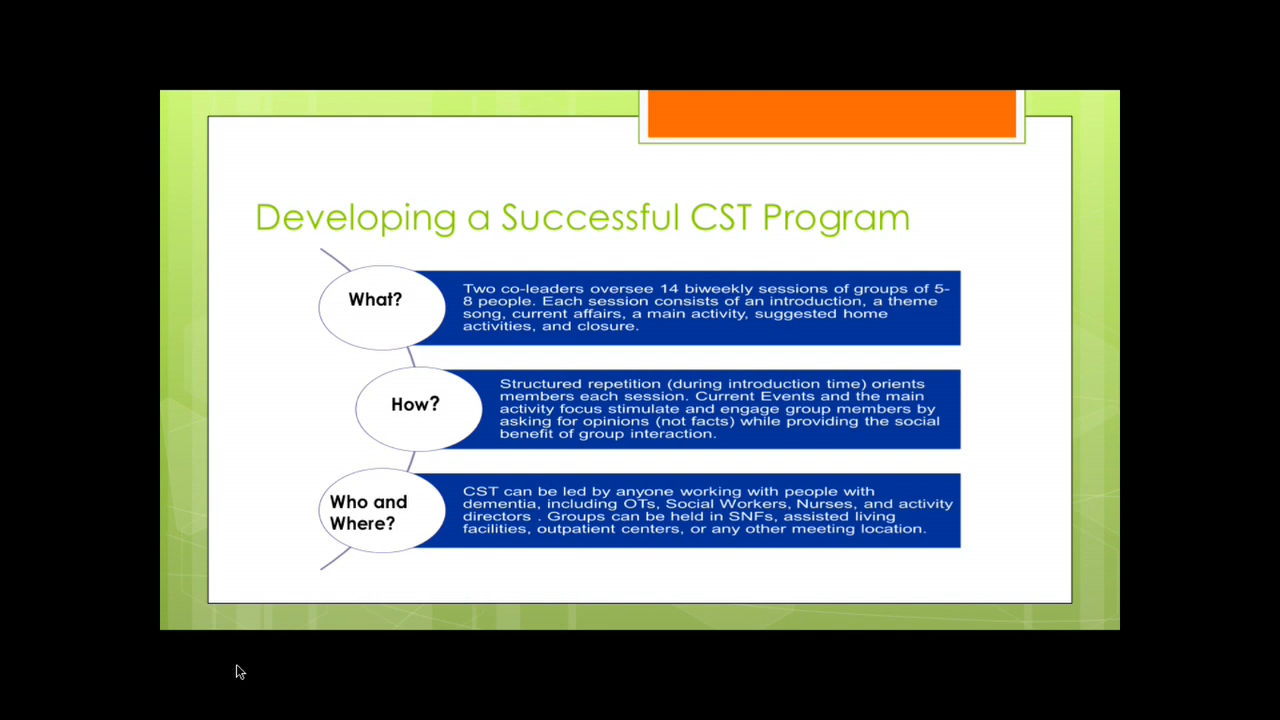 Developing a Successful CST Program
What?
Two co-leaders oversee 14 biweekly sessions of groups of 5-
8 people. Each session consists of an introduction, a theme
song, current affairs, a main activity, suggested home
activities, and closure.
How?
Structured repetition (during introduction time) orients
members each session. Current Events and the main
activity focus stimulate and engage group members by
asking for opinions (not facts) while providing the social
benefit of group interaction.
Who and
Where?
CST can be led by anyone working with people with
dementia, including OTs, Social Workers, Nurses, and activity
directors . Groups can be held in SNFs, assisted living
facilities, outpatient centers, or any other meeting location.